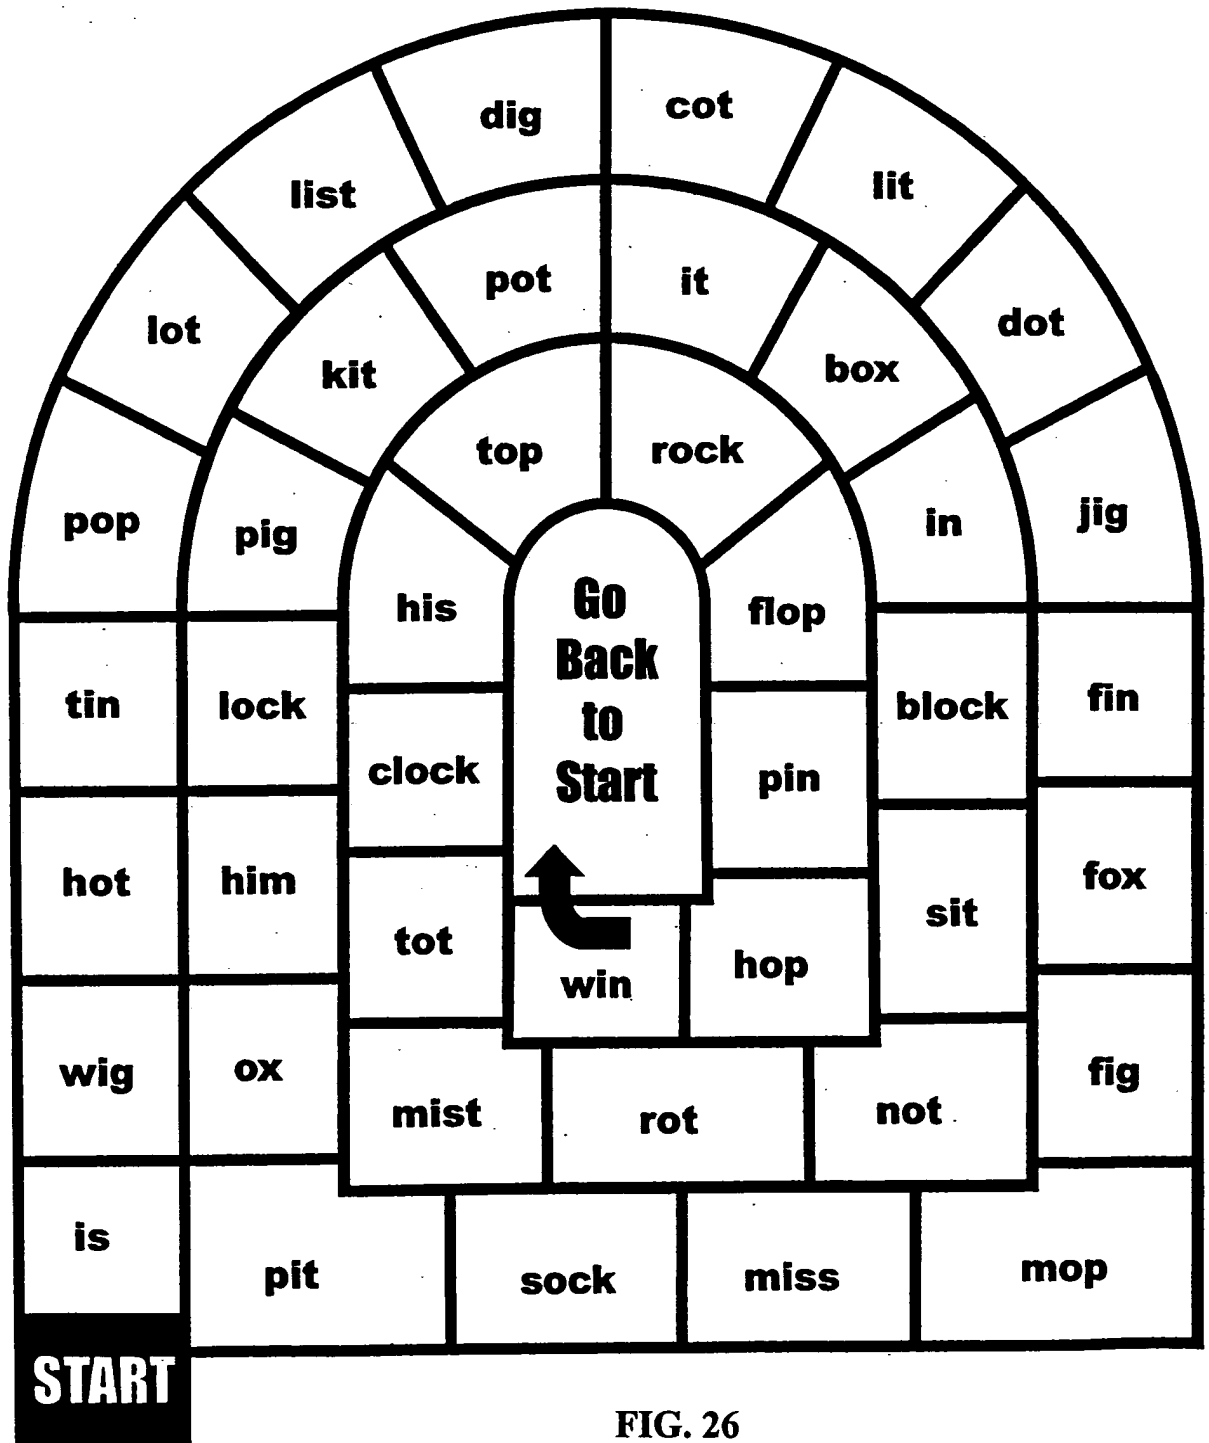 dig
cot
list
lit
lot
pot
it
dot
kit
box
top
rock
pop
pig
in
jig
his
Go
flop
Back
tin
lock
to
block
fin
clock
Start
pin
hot
him
tot
sit
fox
win
hop
wig
ox
mist
rot
not
fig
is
pit
sock
miss
mop
START
FIG. 26